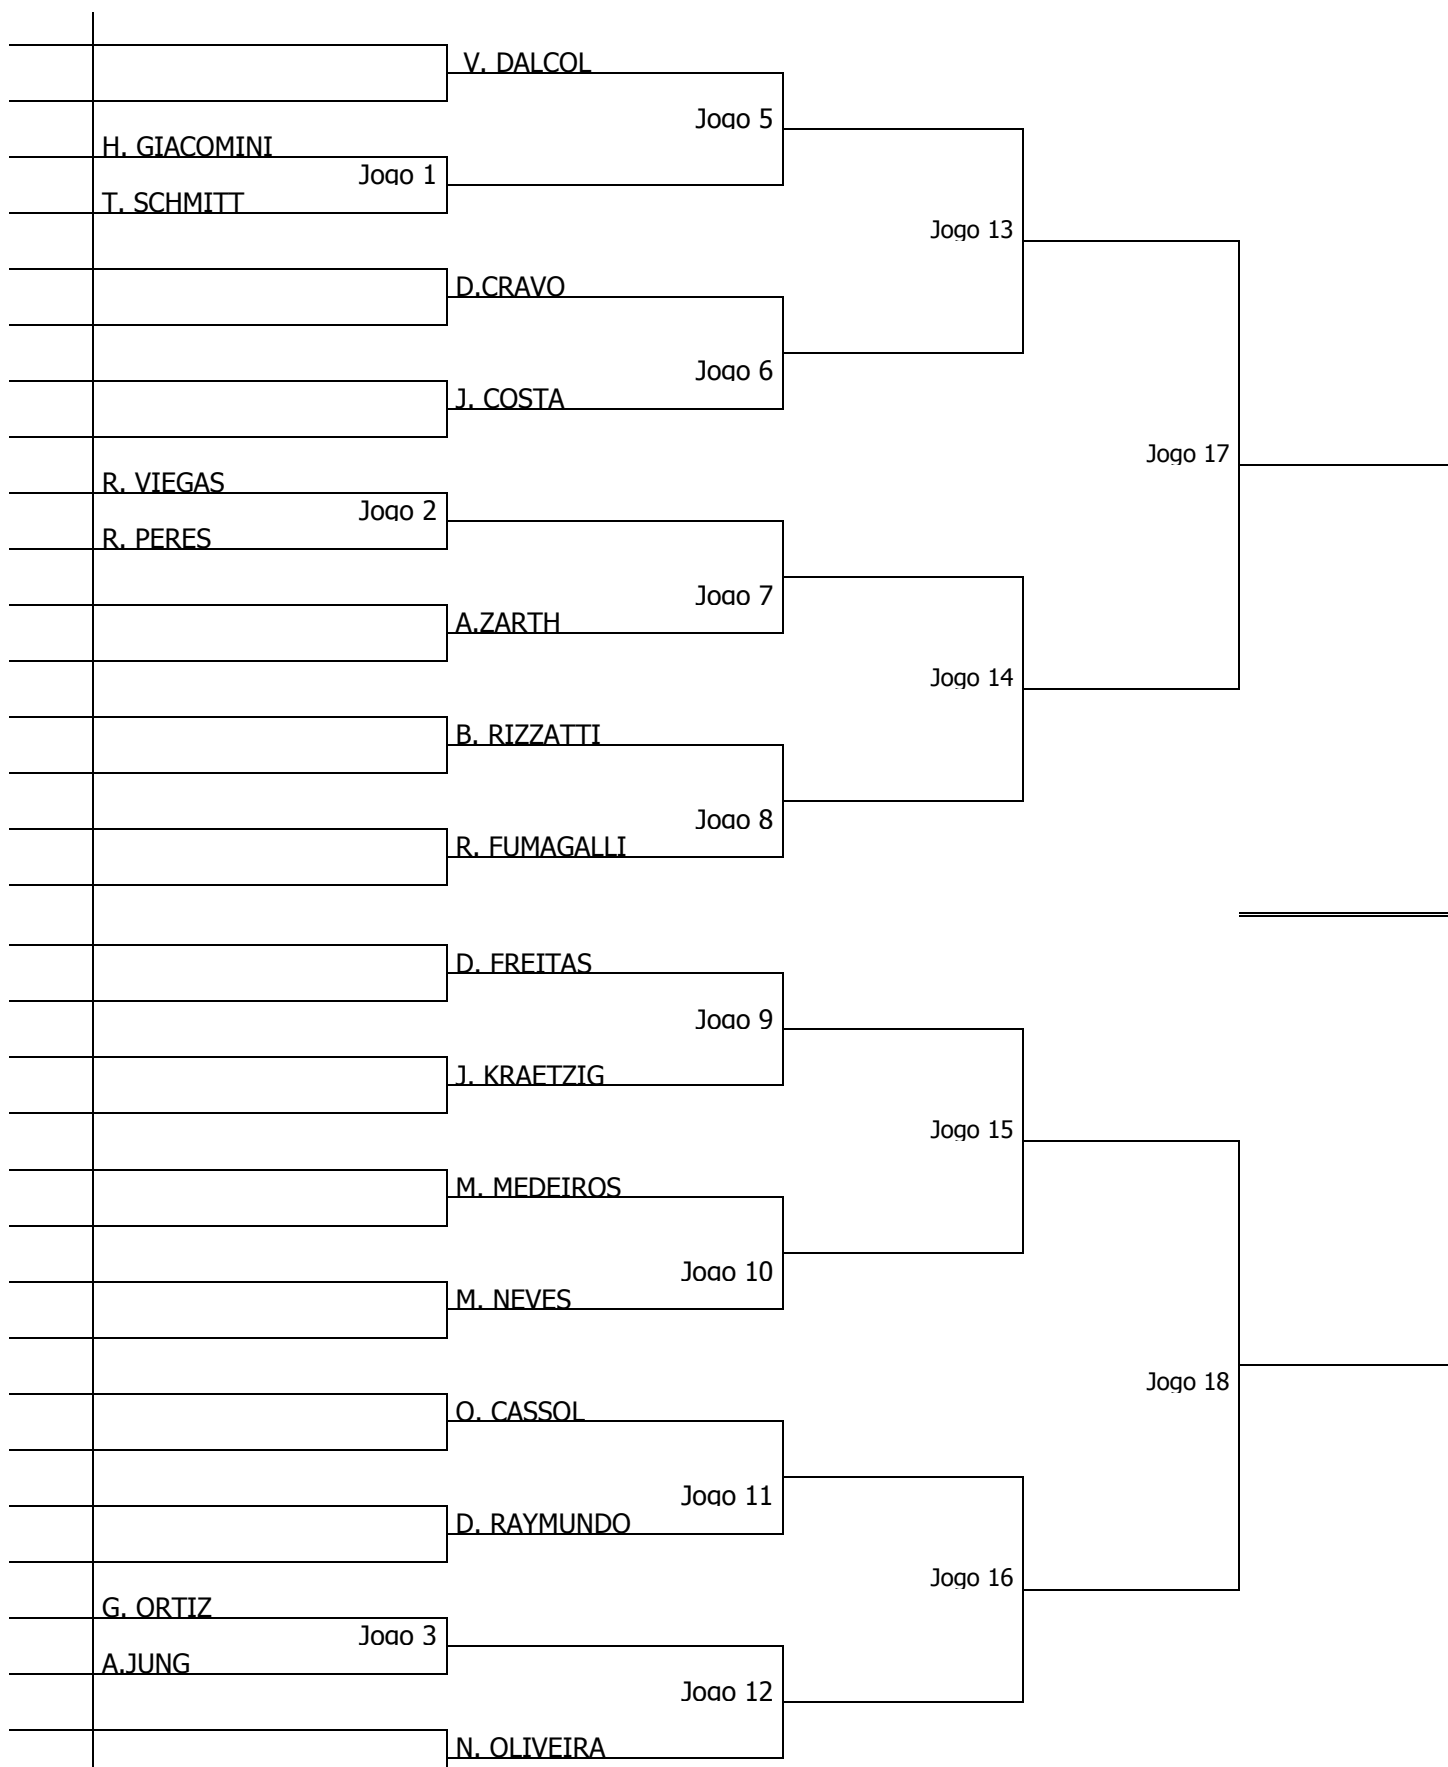 V. DALCOL
Jogo 5
H. GIACOMINI
Jogo 1
T. SCHMITT
Jogo 13
D.CRAVO
Jogo 6
J. COSTA
Jogo 17
R. VIEGAS
Jogo 2
R. PERES
Jogo 7
A.ZARTH
Jogo 14
B. RIZZATTI
Jogo 8
R. FUMAGALLI
D. FREITAS
Jogo 9
J. KRAETZIG
Jogo 15
M. MEDEIROS
Jogo 10
M. NEVES
Jogo 18
O. CASSOL
Jogo 11
D. RAYMUNDO
Jogo 16
G. ORTIZ
Jogo 3
A.JUNG
Jogo 12
N. OLIVEIRA